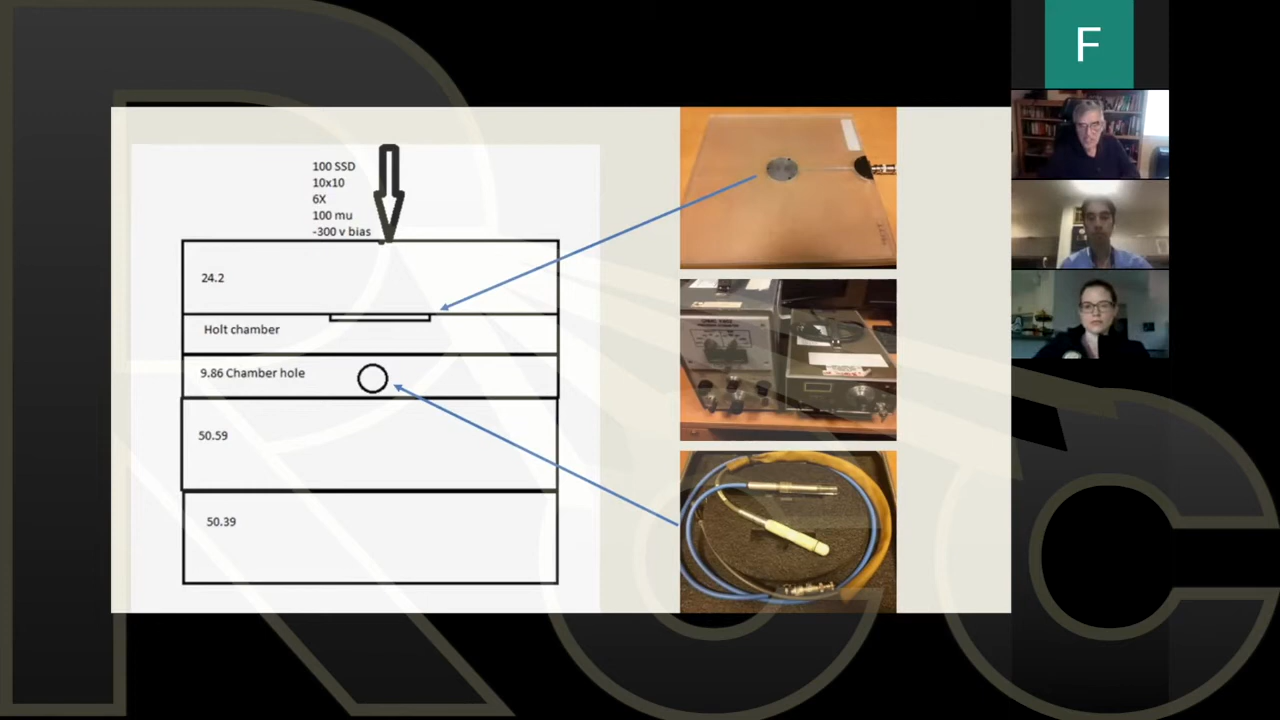 F
100 SSD
10x10
6X
100 mu
-300 v bias
24.2
Holt chamber
9.86 Chamber hole
50.59
50.39